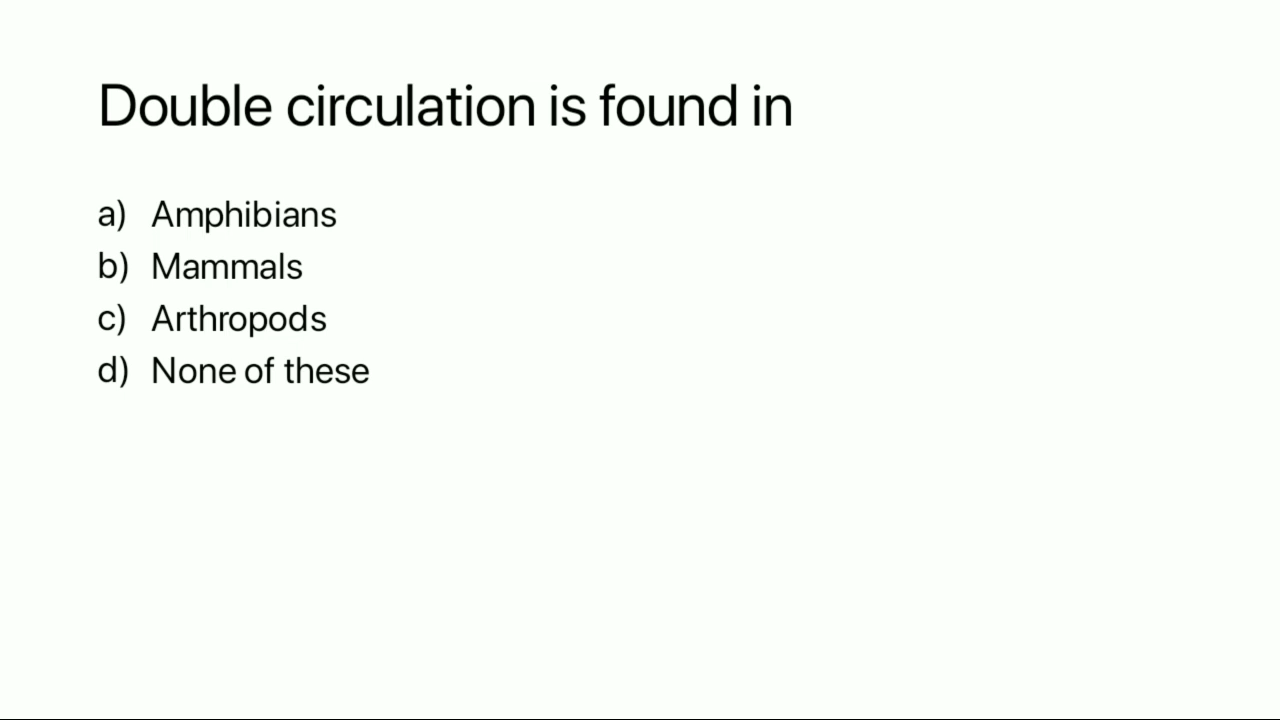 Double circulation is found in
a) Amphibians
b) Mammals
c) Arthropods
d) None of these